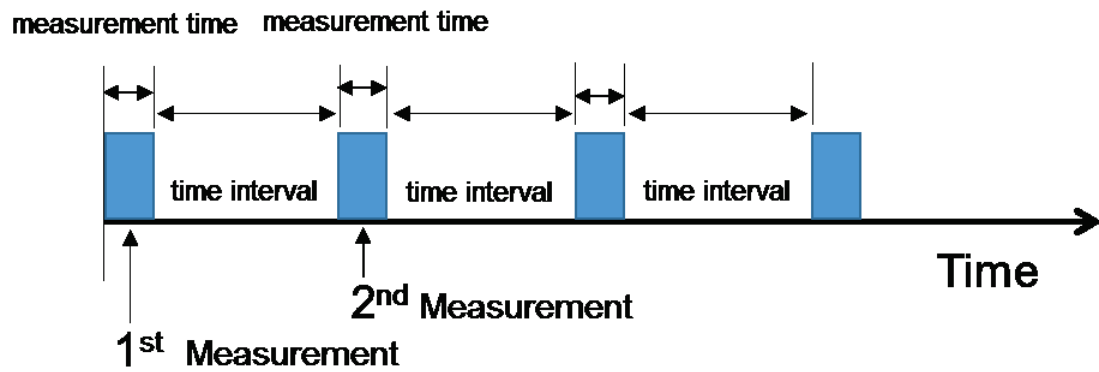 measurement time measurement time
time interval time interval time interval
Time
2nd Measurement
1st Measurement